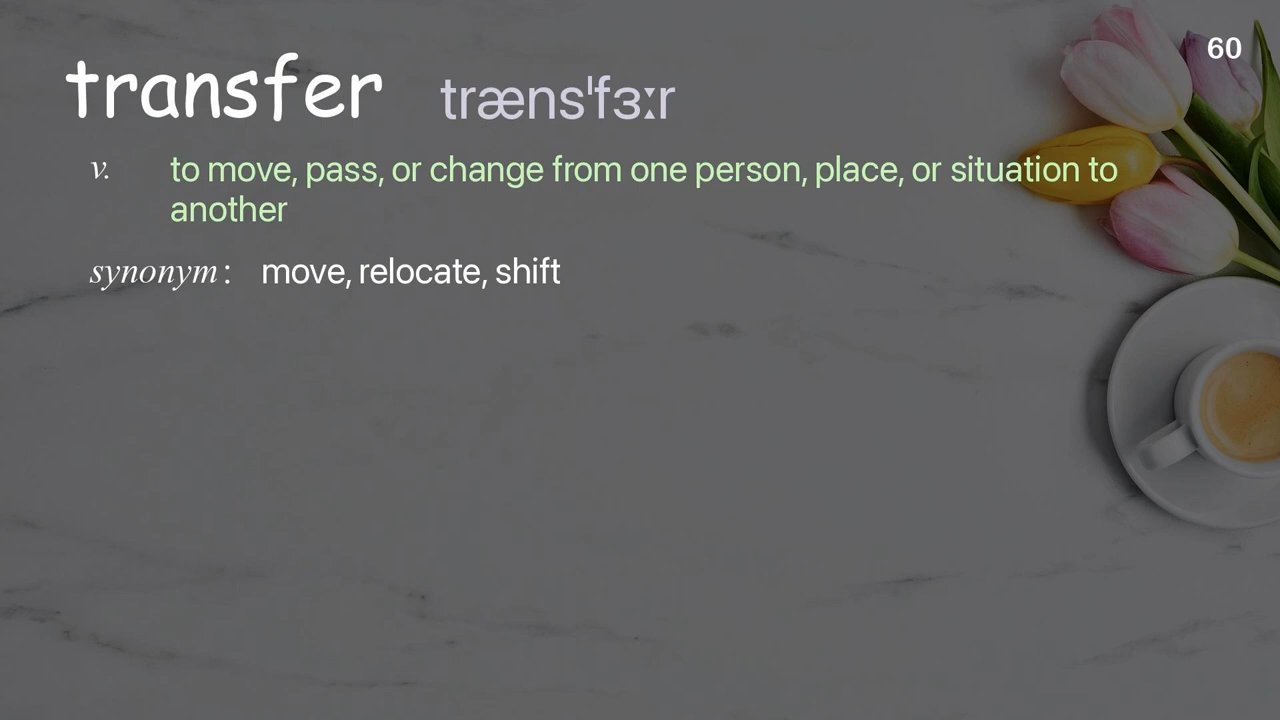 60
transfer trænsˈfɜːr
v. to move, pass, or change from one person, place, or situation to
another
synonym : move, relocate, shift